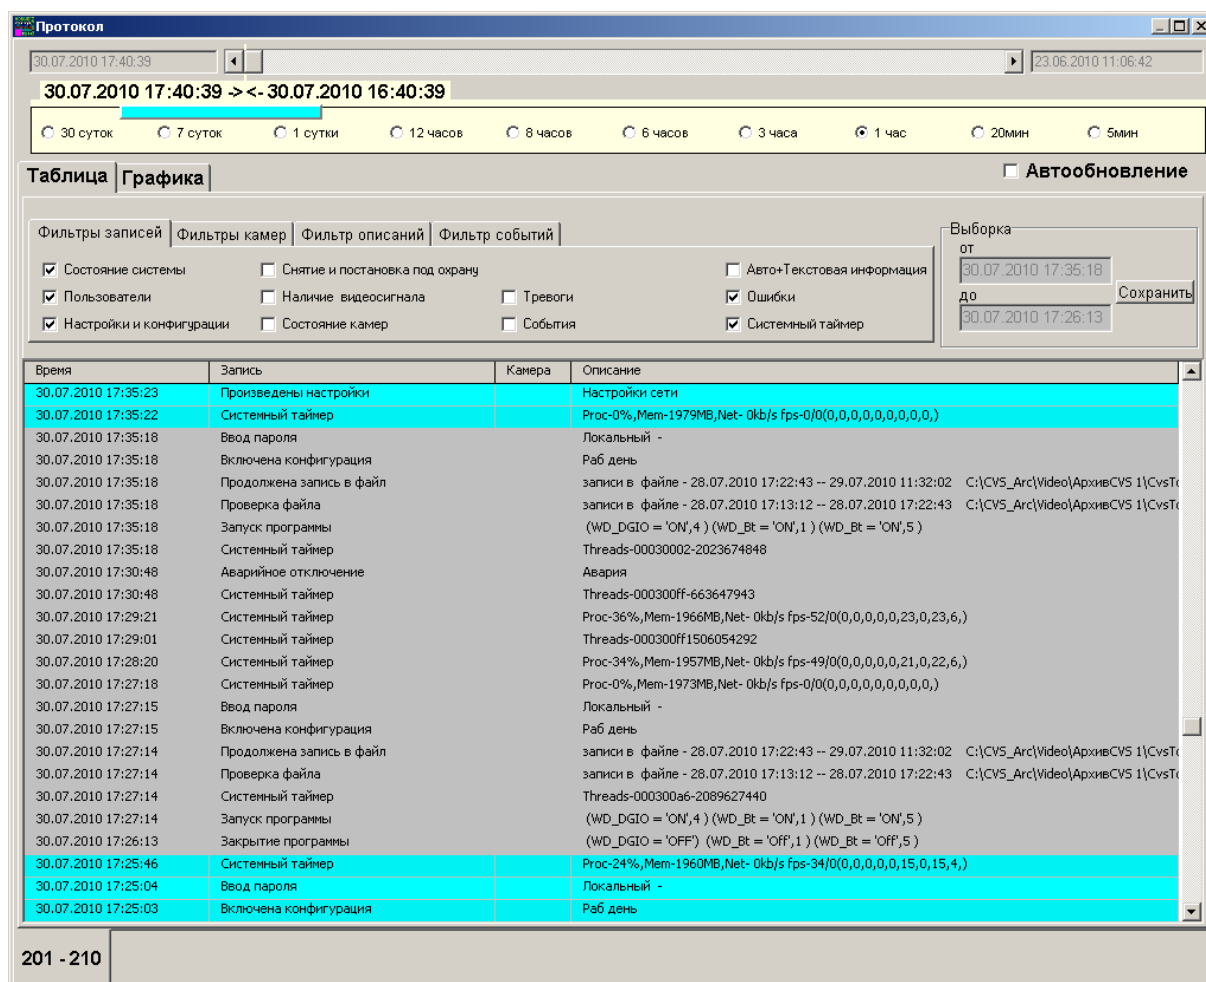 Протокол
30.07.2010 17:40:39 23.06.2010 11:06:42
30.07.2010 17:40:39 -> <- 30.07.2010 16:40:39
30 суток 7 суток 1 сутки 12 часов 8 часов 6 часов 3 часа 1 час 20мин 5мин
Таблица Графика Автообновление
Фильтры записей Фильтры камер Фильтр описаний Фильтр событий
Выборка
от
Состояние системы Снятие и постановка под охрану Авто+Текстовая информация 30.07.2010 17:35:18
Пользователи Наличие видеосигнала Тревоги Ошибки до Сохранить
Настройки и конфигурации Состояние камер События Системный таймер 30.07.2010 17:26:13
Время Запись Камера Описание
30.07.2010 17:35:23 Произведены настройки Настройки сети
30.07.2010 17:35:22 Системный таймер Proc-0%,Mem-1979MB,Net- 0kb/s fps-0/0(0,0,0,0,0,0,0,0,0,)
30.07.2010 17:35:18 Ввод пароля Локальный -
30.07.2010 17:35:18 Включена конфигурация Раб день
30.07.2010 17:35:18 Продолжена запись в файл записи в файле - 28.07.2010 17:22:43 -- 29.07.2010 11:32:02 C:\CVS_Arc\Video\АрхивCVS 1\CvsTo
30.07.2010 17:35:18 Проверка файла записи в файле - 28.07.2010 17:13:12 -- 28.07.2010 17:22:43 C:\CVS_Arc\Video\АрхивCVS 1\CvsTo
30.07.2010 17:35:18 Запуск программы (WD_DGIO = 'ON',4 ) (WD_Bt = 'ON',1 ) (WD_Bt = 'ON',5 )
30.07.2010 17:35:18 Системный таймер Threads-00030002-2023674848
30.07.2010 17:30:48 Аварийное отключение Авария
30.07.2010 17:30:48 Системный таймер Threads-000300ff-663647943
30.07.2010 17:29:21 Системный таймер Proc-36%,Mem-1966MB,Net- 0kb/s fps-52/0(0,0,0,0,0,23,0,23,6,)
30.07.2010 17:29:01 Системный таймер Threads-000300ff1506054292
30.07.2010 17:28:20 Системный таймер Proc-34%,Mem-1957MB,Net- 0kb/s fps-49/0(0,0,0,0,0,21,0,22,6,)
30.07.2010 17:27:18 Системный таймер Proc-0%,Mem-1973MB,Net- 0kb/s fps-0/0(0,0,0,0,0,0,0,0,0,)
30.07.2010 17:27:15 Ввод пароля Локальный -
30.07.2010 17:27:15 Включена конфигурация Раб день
30.07.2010 17:27:14 Продолжена запись в файл записи в файле - 28.07.2010 17:22:43 -- 29.07.2010 11:32:02 C:\CVS_Arc\Video\АрхивCVS 1\CvsTo
30.07.2010 17:27:14 Проверка файла записи в файле - 28.07.2010 17:13:12 -- 28.07.2010 17:22:43 C:\CVS_Arc\Video\АрхивCVS 1\CvsTo
30.07.2010 17:27:14 Системный таймер Threads-000300a6-2089627440
30.07.2010 17:27:14 Запуск программы (WD_DGIO = 'ON',4 ) (WD_Bt = 'ON',1 ) (WD_Bt = 'ON',5 )
30.07.2010 17:26:13 Закрытие программы (WD_DGIO = 'OFF') (WD_Bt = 'Off',1 ) (WD_Bt = 'Off',5 )
30.07.2010 17:25:46 Системный таймер Proc-24%,Mem-1960MB,Net- 0kb/s fps-34/0(0,0,0,0,0,15,0,15,4,)
30.07.2010 17:25:04 Ввод пароля Локальный -
30.07.2010 17:25:03 Включена конфигурация Раб день
201 - 210